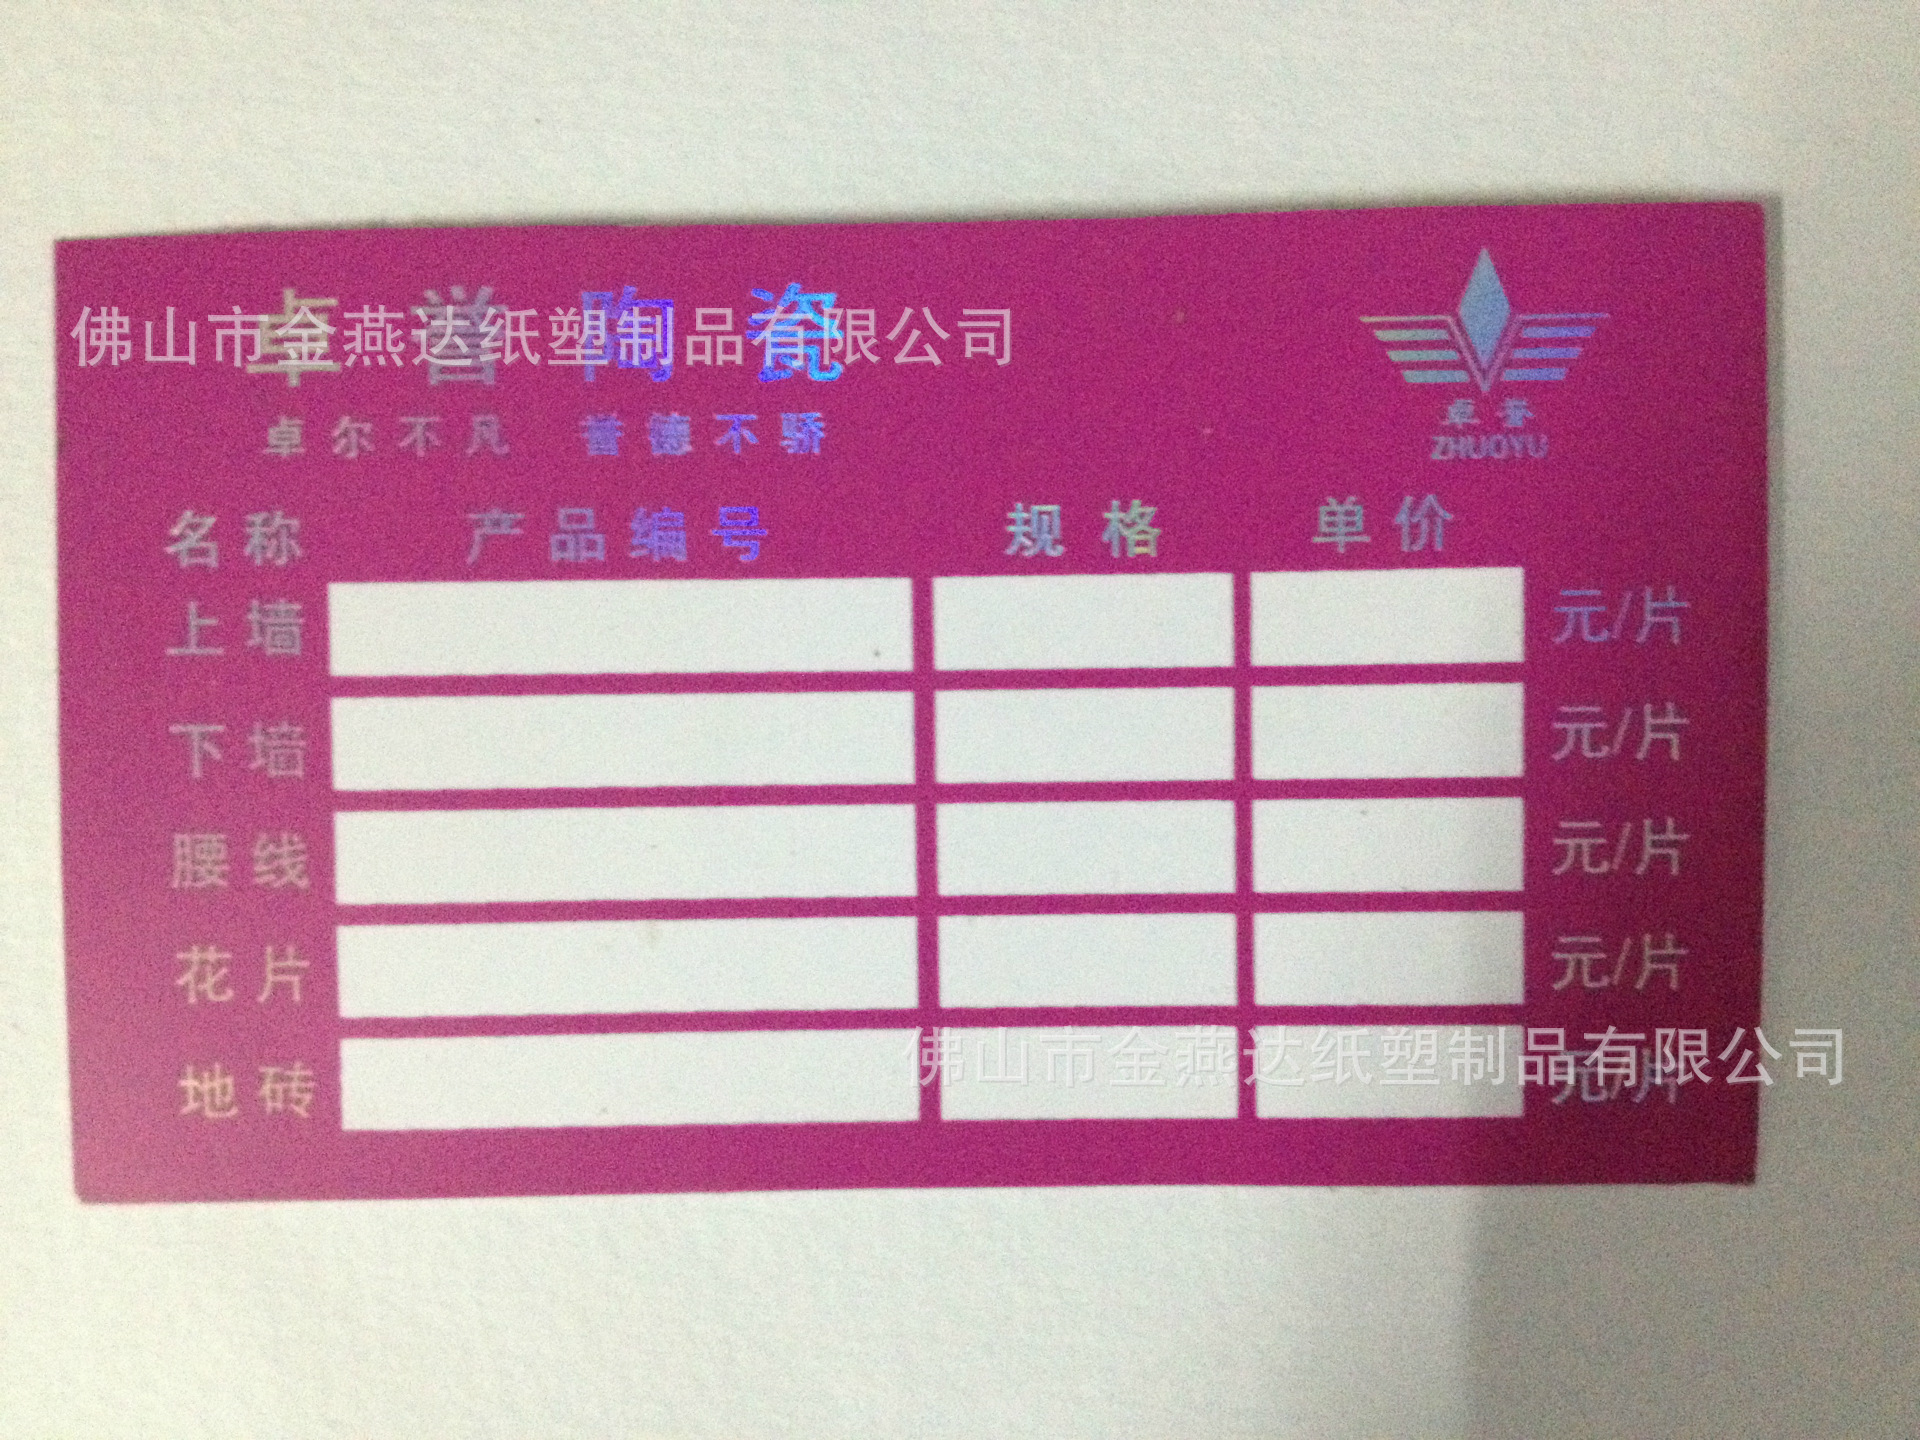 卓誉陶瓷
佛山市金燕达纸塑制品有限公司
卓尔不凡 誉德不骄
卓誉
ZHUOYU
名称 产品编号 规格 单价
上墙 元/片
下墙 元/片
腰线 元/片
花片 元/片
佛山市金燕达纸塑制品有限公司
地砖 元/片